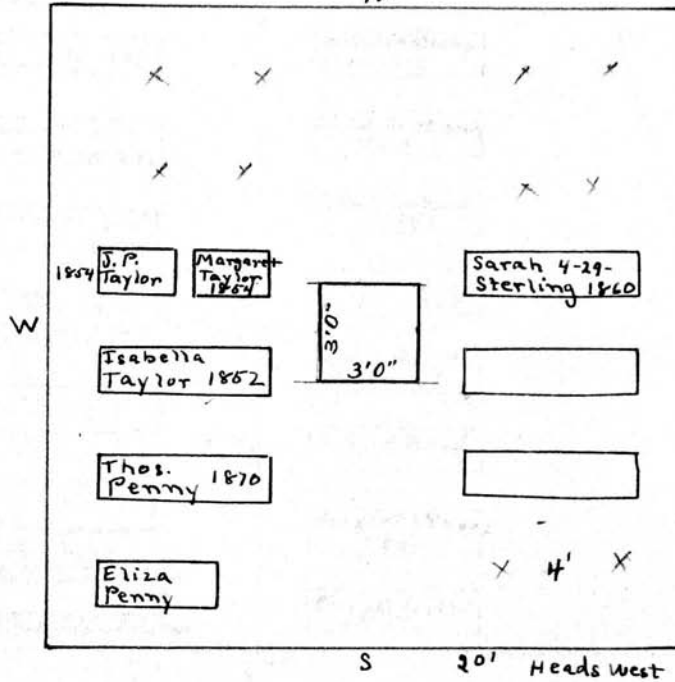 1854
J.P.
Taylor
Margaret
Taylor
1854
Sarah 4-29-
Sterling 1860
W
3'0"
3'0"
Isabella
Taylor 1852
Thos. 1870
Penny
Eliza
Penny
4'
S 20' Heads West